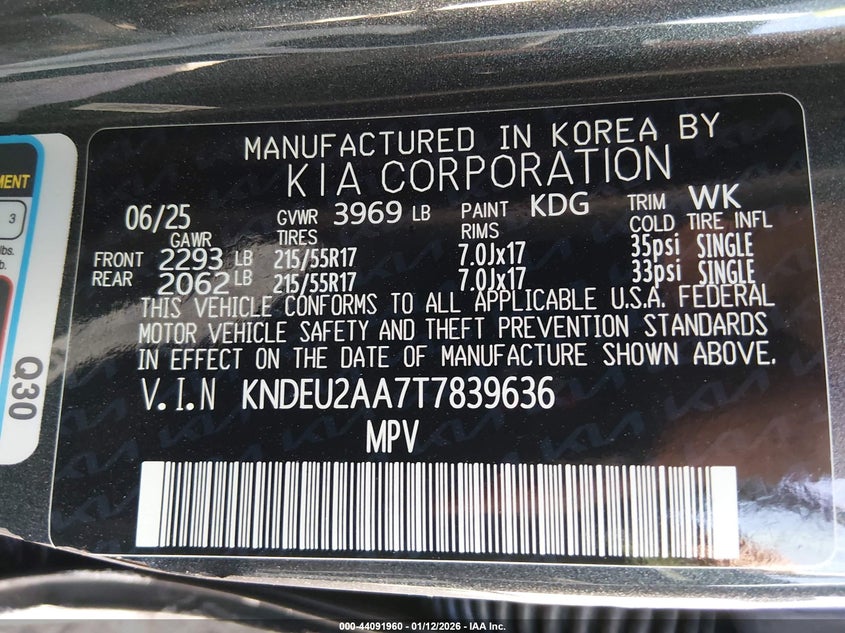 MANUFACTURED IN KOREA BY
KIA CORPORATION
06/25 GVWR 3969 LB PAINT KDG TRIM WK
GAWR TIRES RIMS COLD TIRE INFL
FRONT 2293 LB 215/55R17 7.0Jx17 35psi SINGLE
REAR 2062 LB 215/55R17 7.0Jx17 33psi SINGLE
THIS VEHICLE CONFORMS TO ALL APPLICABLE U.S.A. FEDERAL
MOTOR VEHICLE SAFETY AND THEFT PREVENTION STANDARDS
IN EFFECT ON THE DATE OF MANUFACTURE SHOWN ABOVE.
V.I.N KNDEU2AA7T7839636
MPV
MENT
3
lbs.
b.
Q30
000-44091960 - 01/12/2026 - IAA Inc.